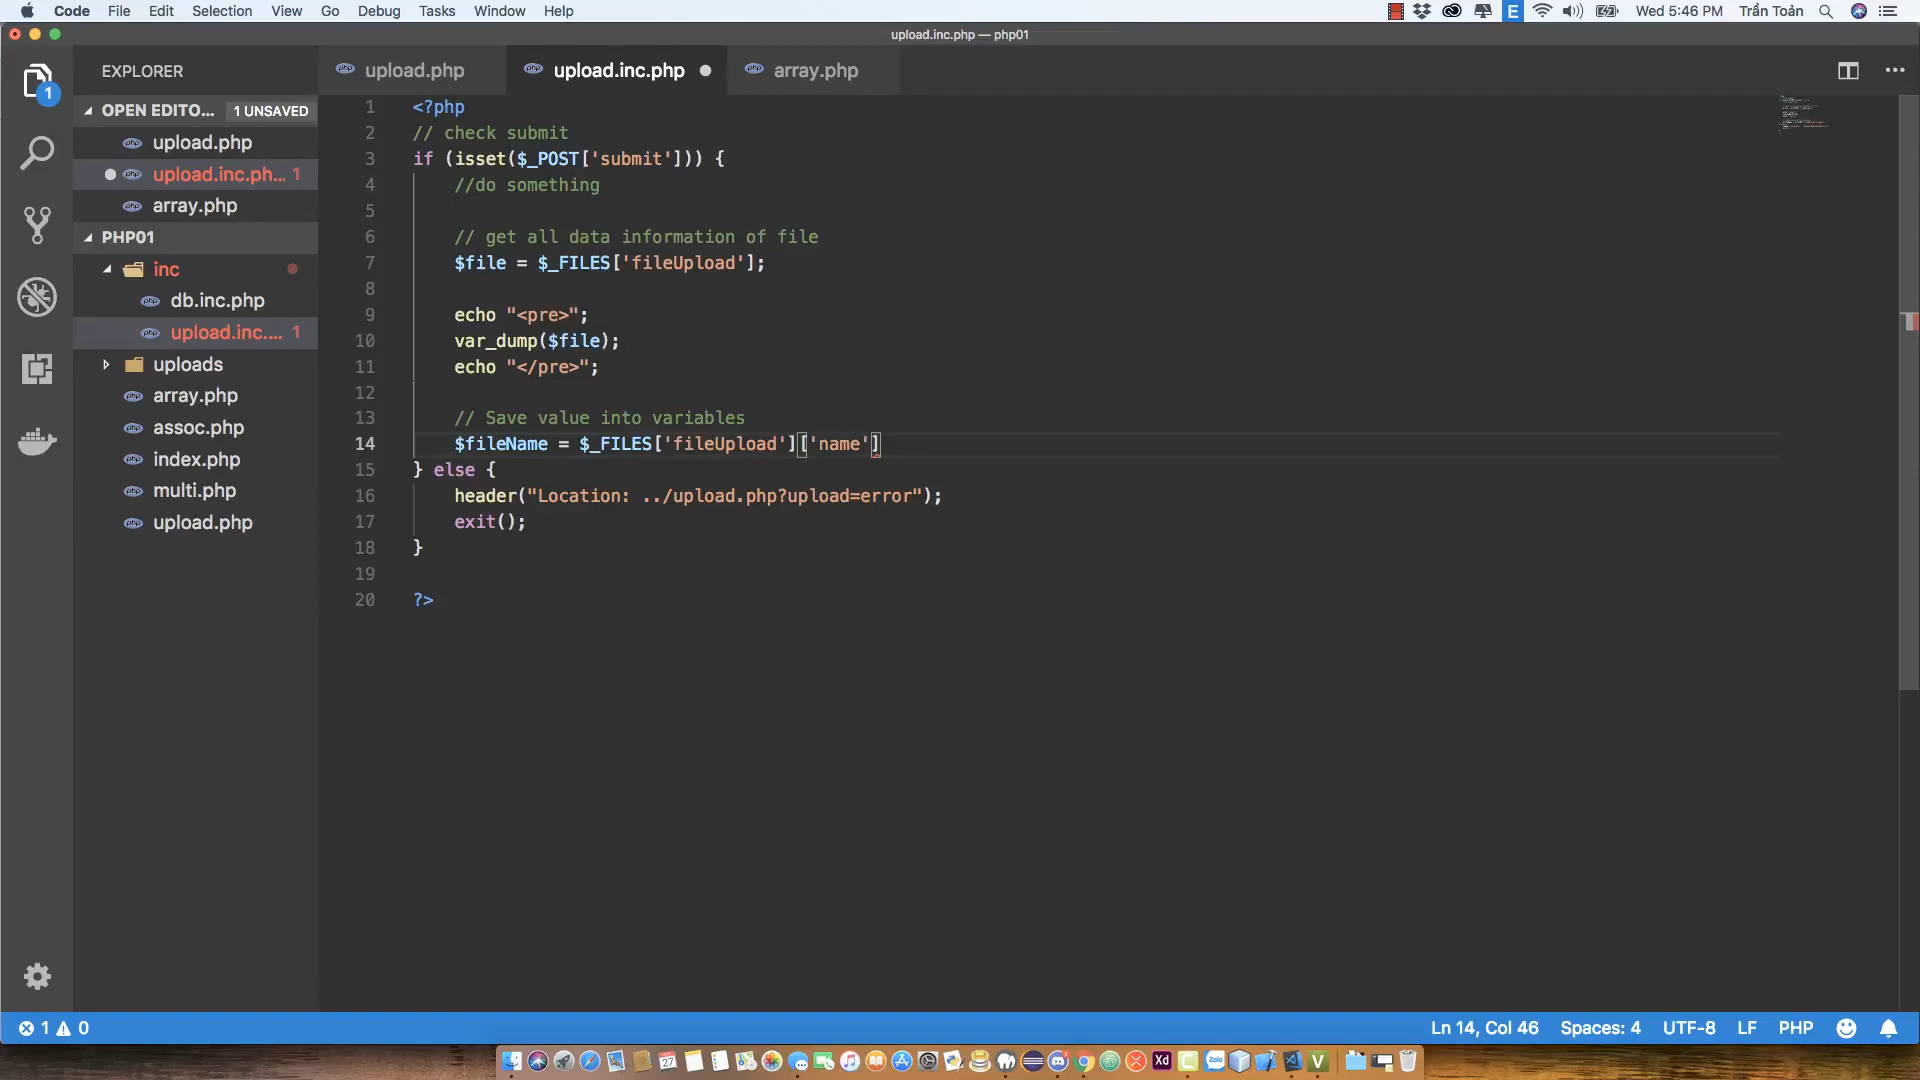 Code File Edit Selection View Go Debug Tasks Window Help
E Wed 5:46 PM Trần Toản
upload.inc.php — php01
EXPLORER
upload.php
upload.inc.php
array.php
OPEN EDITO... 1 UNSAVED
upload.php
upload.inc.ph... 1
array.php
PHP01
inc
db.inc.php
upload.inc.... 1
uploads
array.php
assoc.php
index.php
multi.php
upload.php
1
1 <?php
2 // check submit
3 if (isset($_POST['submit'])) {
4 //do something
5
6 // get all data information of file
7 $file = $_FILES['fileUpload'];
8
9 echo "<pre>";
10 var_dump($file);
11 echo "</pre>";
12
13 // Save value into variables
14 $fileName = $_FILES['fileUpload']['name']
15 } else {
16 header("Location: ../upload.php?upload=error");
17 exit();
18 }
19
20 ?>
1 0
Ln 14, Col 46 Spaces: 4 UTF-8 LF PHP
27 Xd Zalo V